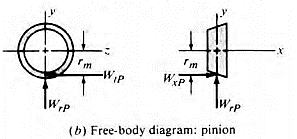 y
y
z
x
r_m
r_m
W_tP
W_xP
W_rP
W_rP
(b) Free-body diagram: pinion